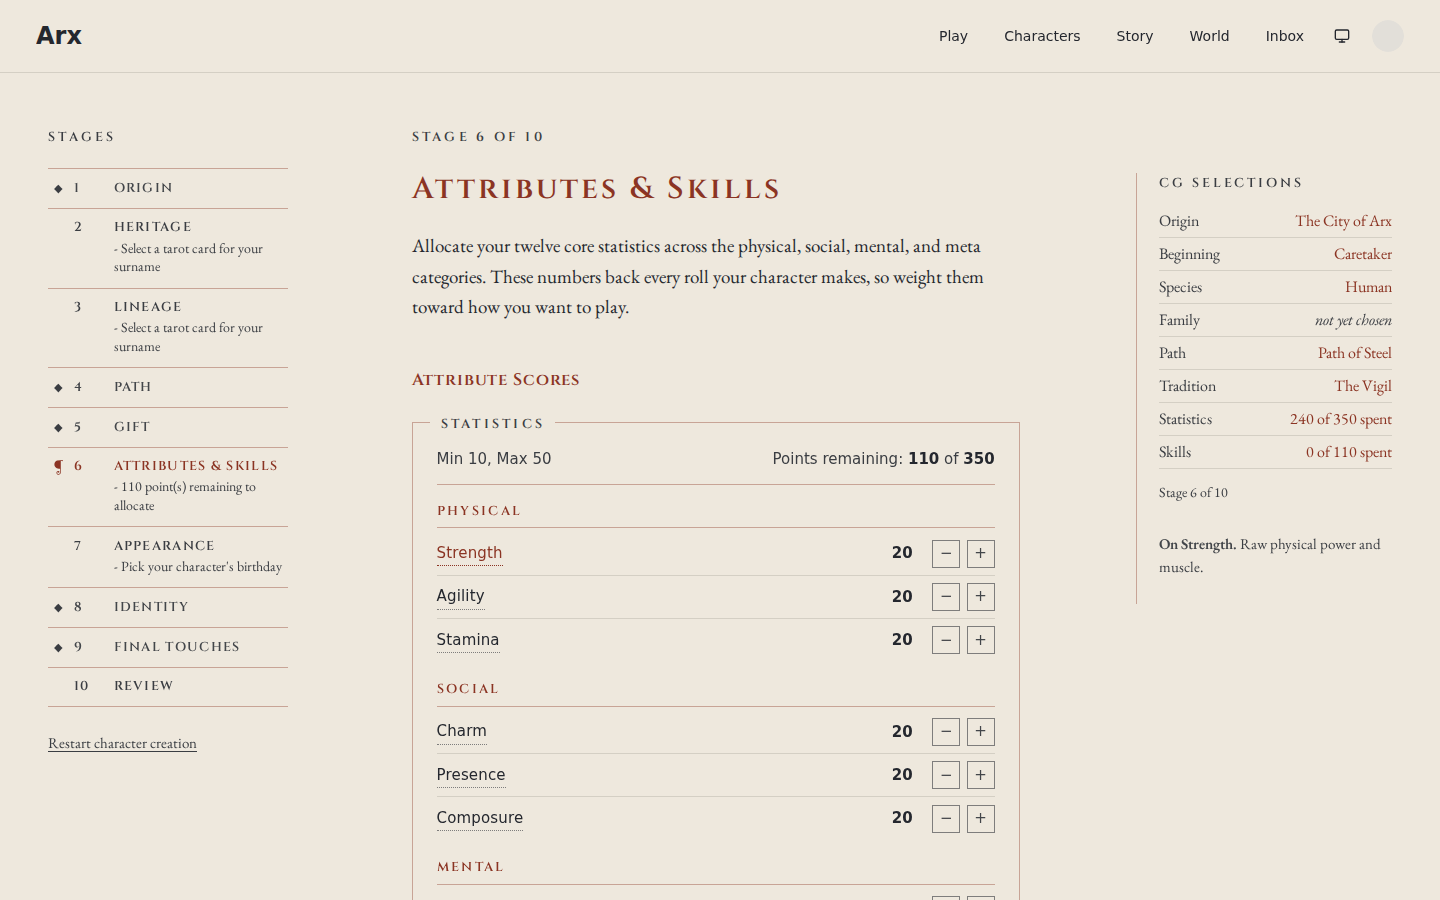 Arx
Play
Characters
Story
World
Inbox
STAGES
◆ 1 ORIGIN
2 HERITAGE
- Select a tarot card for your
surname
3 LINEAGE
- Select a tarot card for your
surname
◆ 4 PATH
◆ 5 GIFT
¶ 6 ATTRIBUTES & SKILLS
- 110 point(s) remaining to
allocate
7 APPEARANCE
- Pick your character's birthday
◆ 8 IDENTITY
◆ 9 FINAL TOUCHES
10 REVIEW
Restart character creation
STAGE 6 OF 10
ATTRIBUTES & SKILLS
Allocate your twelve core statistics across the physical, social, mental, and meta
categories. These numbers back every roll your character makes, so weight them
toward how you want to play.
ATTRIBUTE SCORES
STATISTICS
Min 10, Max 50
Points remaining: 110 of 350
PHYSICAL
Strength 20 − +
Agility 20 − +
Stamina 20 − +
SOCIAL
Charm 20 − +
Presence 20 − +
Composure 20 − +
MENTAL
CG SELECTIONS
Origin The City of Arx
Beginning Caretaker
Species Human
Family not yet chosen
Path Path of Steel
Tradition The Vigil
Statistics 240 of 350 spent
Skills 0 of 110 spent
Stage 6 of 10
On Strength. Raw physical power and
muscle.